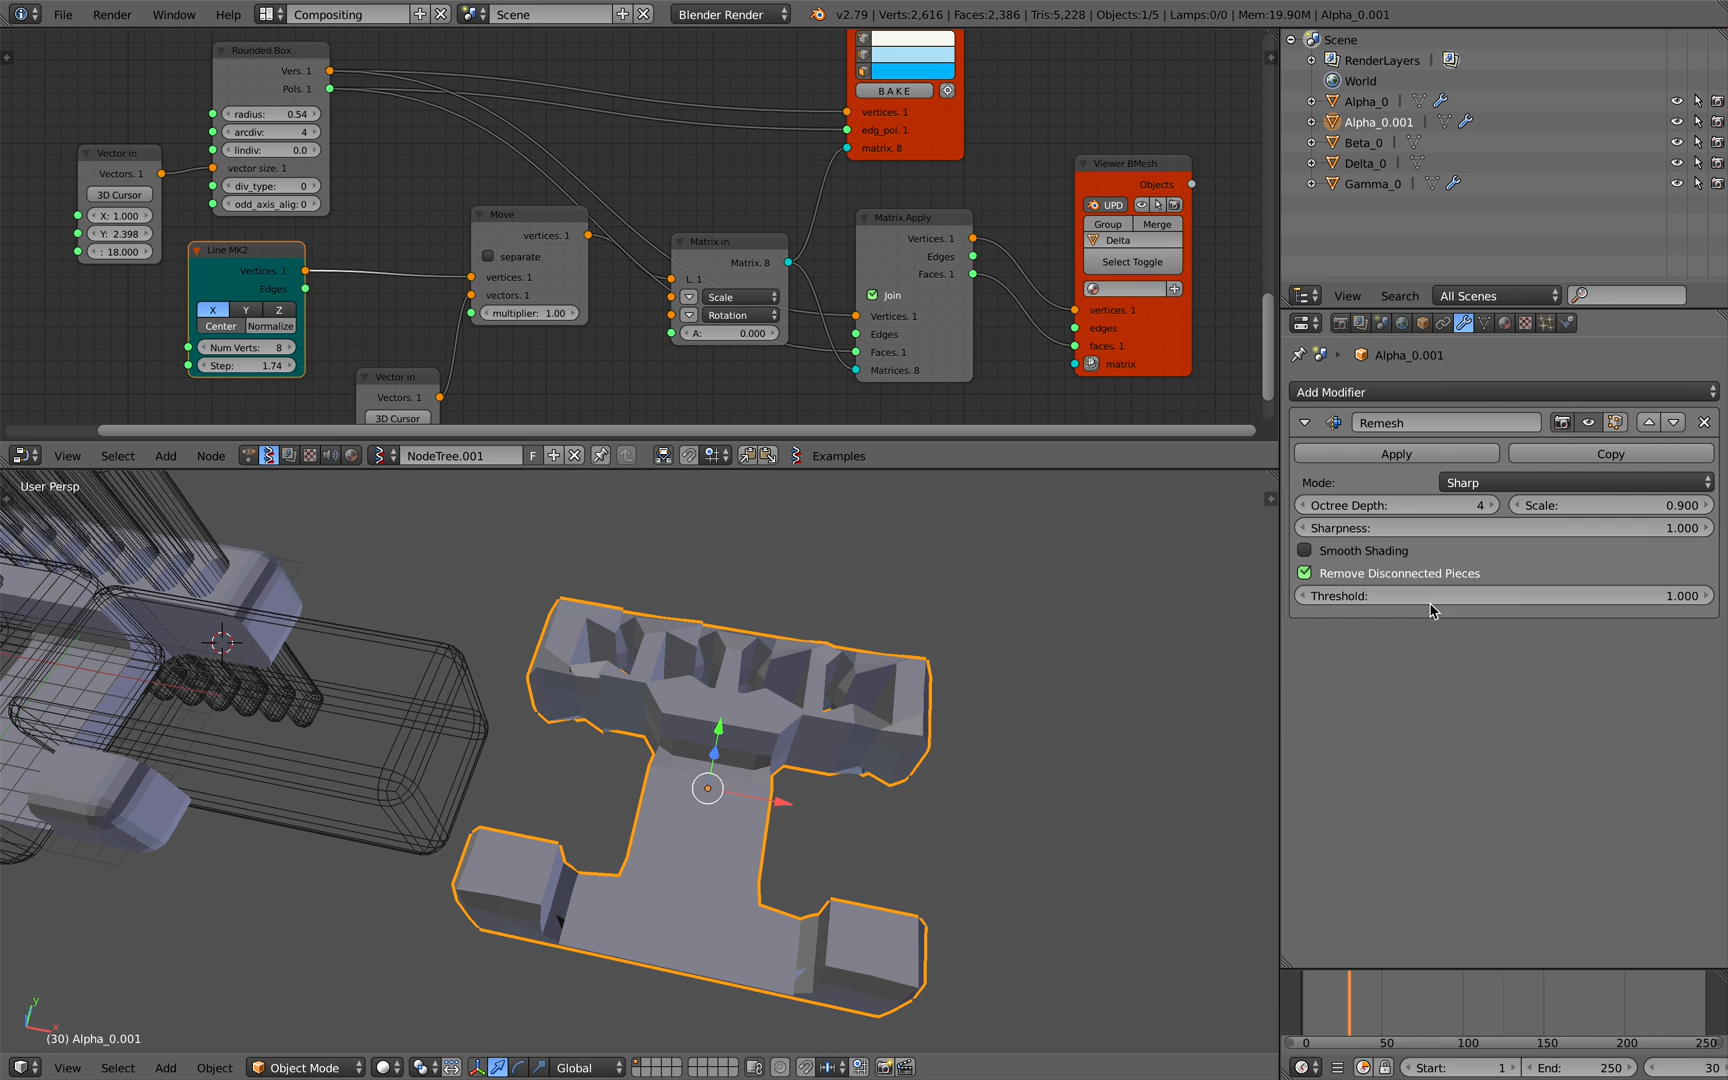 File Render Window Help Compositing Scene Blender Render v2.79 | Verts:2,616 | Faces:2,386 | Tris:5,228 | Objects:1/5 | Lamps:0/0 | Mem:19.90M | Alpha_0.001
Rounded Box
Vers. 1
Pols. 1
radius: 0.54
arcdiv: 4
lindiv: 0.0
vector size. 1
div_type: 0
odd_axis_alig: 0
Vector in
Vectors. 1
3D Cursor
X: 1.000
Y: 2.398
: 18.000
Line MK2
Vertices. 1
Edges
X Y Z
Center Normalize
Num Verts: 8
Step: 1.74
Vector in
Vectors. 1
3D Cursor
Move
vertices. 1
separate
vertices. 1
vectors. 1
multiplier: 1.00
Matrix in
Matrix. 8
L. 1
Scale
Rotation
A: 0.000
BAKE
vertices. 1
edg_pol. 1
matrix. 8
Matrix Apply
Vertices. 1
Edges
Faces. 1
Join
Vertices. 1
Edges
Faces. 1
Matrices. 8
Viewer BMesh
Objects
UPD
Group Merge
Delta
Select Toggle
vertices. 1
edges
faces. 1
matrix
View Select Add Node NodeTree.001 F Examples
User Persp
y
x
(30) Alpha_0.001
View Select Add Object Object Mode Global
Scene
RenderLayers
World
Alpha_0
Alpha_0.001
Beta_0
Delta_0
Gamma_0
View Search All Scenes
Alpha_0.001
Add Modifier
Remesh
Apply Copy
Mode: Sharp
Octree Depth: 4 Scale: 0.900
Sharpness: 1.000
Smooth Shading
Remove Disconnected Pieces
Threshold: 1.000
0 50 100 150 200 250
Start: 1 End: 250 30